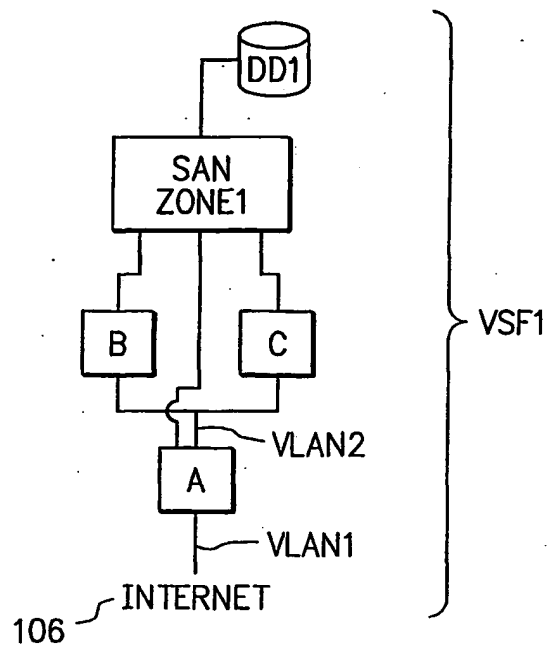 DD1
SAN
ZONE1
B
C
VSF1
VLAN2
A
VLAN1
INTERNET
106